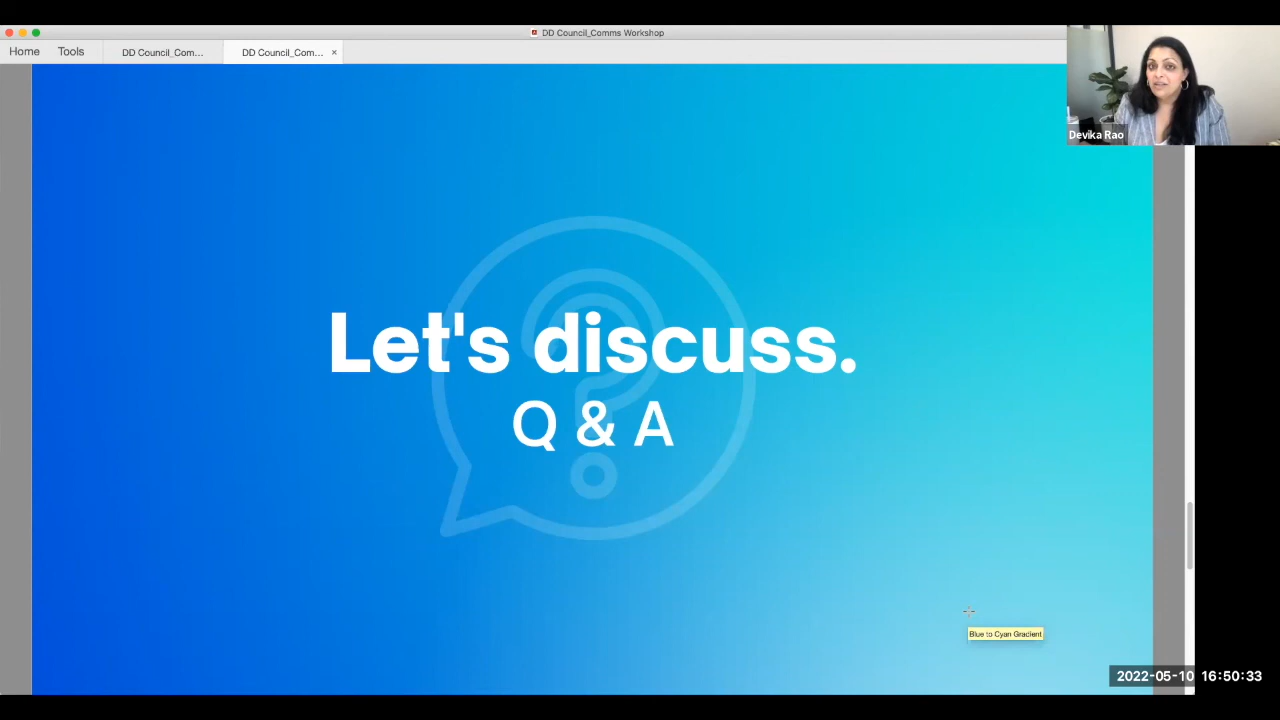 DD Council_Comms Workshop
Home Tools DD Council_Com... DD Council_Com... ×
Devika Rao
Let's discuss.
Q & A
Blue to Cyan Gradient
2022-05-10 16:50:33